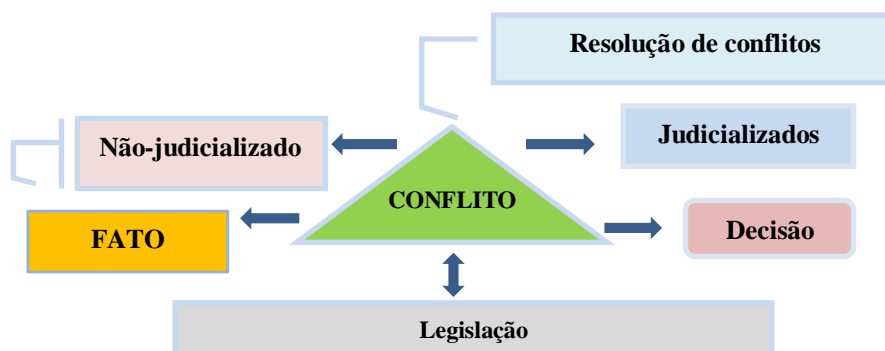 Resolução de conflitos
Não-judicializado
Judicializados
CONFLITO
FATO
Decisão
Legislação